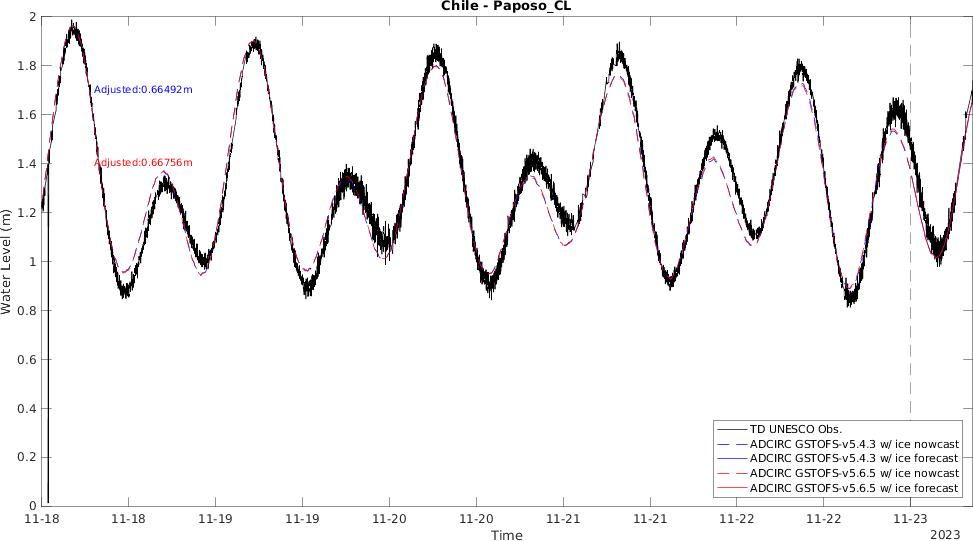 Chile - Paposo_CL
2
1.8
1.6
1.4
1.2
1
0.8
0.6
0.4
0.2
0
Water Level (m)
Adjusted:0.66492m
Adjusted:0.66756m
TD UNESCO Obs.
ADCIRC GSTOFS-v5.4.3 w/ ice nowcast
ADCIRC GSTOFS-v5.4.3 w/ ice forecast
ADCIRC GSTOFS-v5.6.5 w/ ice nowcast
ADCIRC GSTOFS-v5.6.5 w/ ice forecast
11-18 11-18 11-19 11-19 11-20 11-20 11-21 11-21 11-22 11-22 11-23
Time
2023